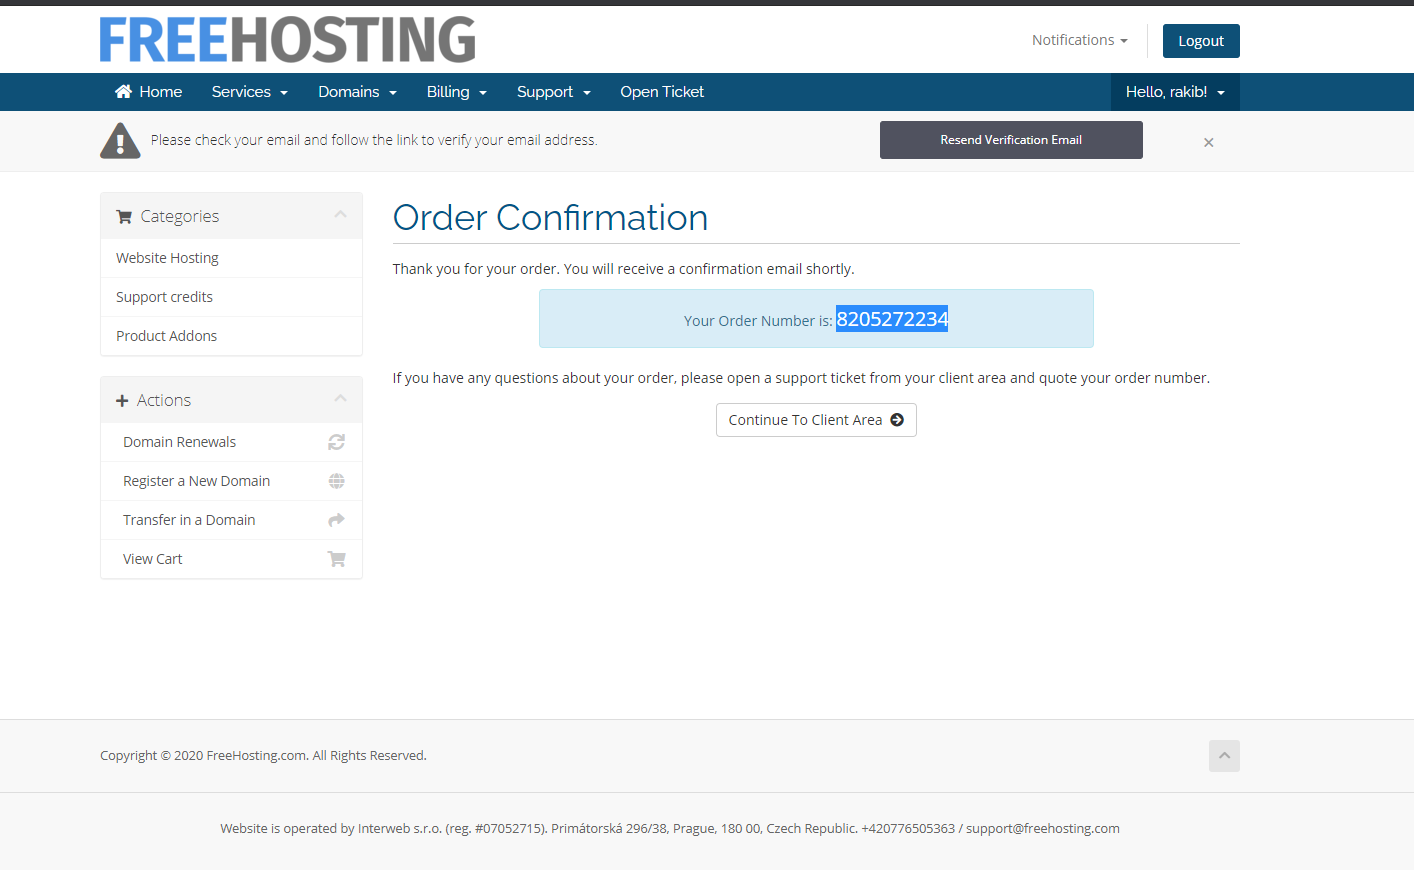 FREEHOSTING
Notifications
Logout
Home Services Domains Billing Support Open Ticket Hello, rakib!
Please check your email and follow the link to verify your email address.
Resend Verification Email
Categories
Website Hosting
Support credits
Product Addons
Actions
Domain Renewals
Register a New Domain
Transfer in a Domain
View Cart
Order Confirmation
Thank you for your order. You will receive a confirmation email shortly.
Your Order Number is: 8205272234
If you have any questions about your order, please open a support ticket from your client area and quote your order number.
Continue To Client Area
Copyright © 2020 FreeHosting.com. All Rights Reserved.
Website is operated by Interweb s.r.o. (reg. #07052715). Primátorská 296/38, Prague, 180 00, Czech Republic. +420776505363 / support@freehosting.com